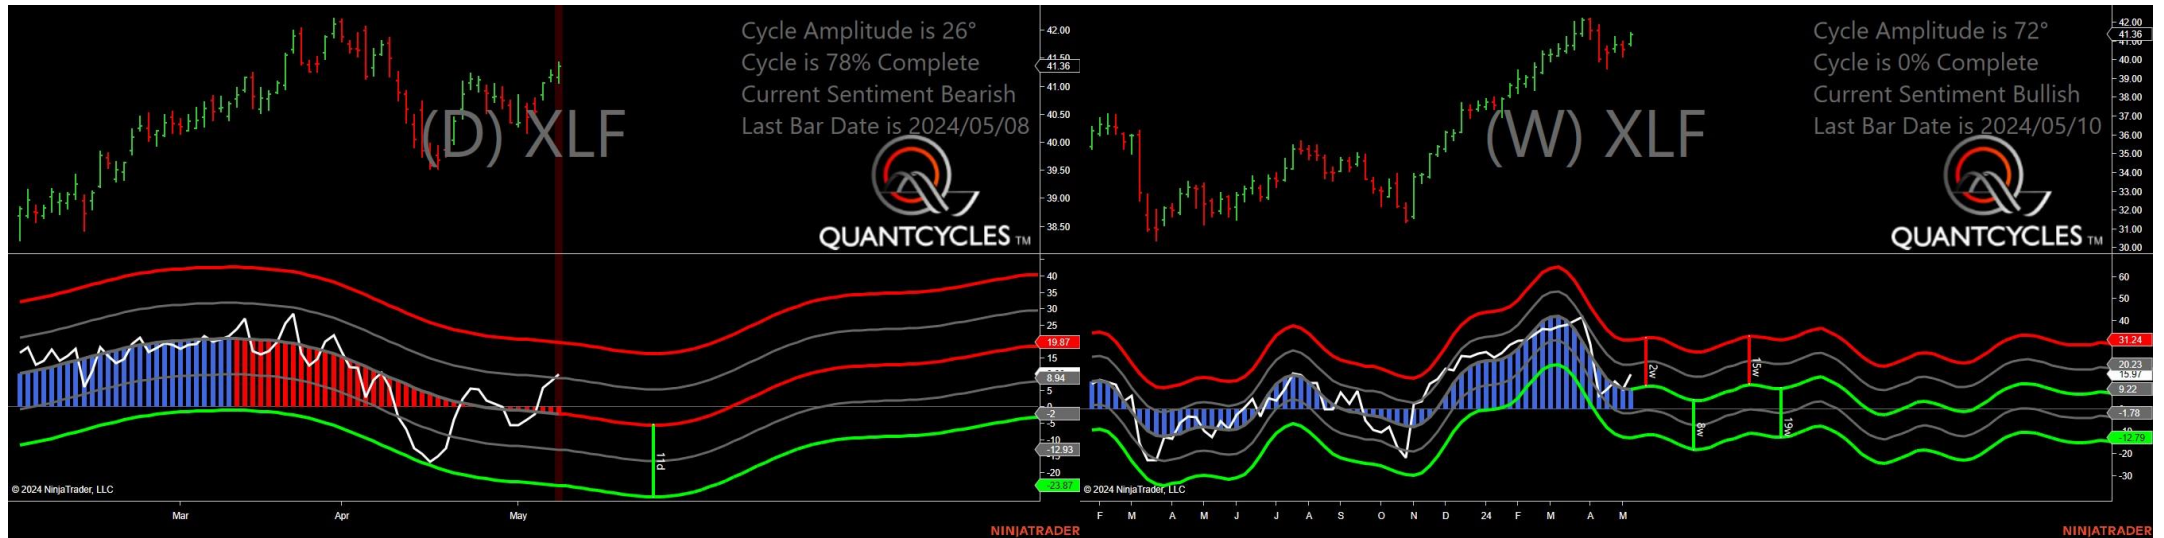 Cycle Amplitude is 26°
Cycle is 78% Complete
Current Sentiment Bearish
Last Bar Date is 2024/05/08
(D) XLF
QUANTCYCLES TM
42.00
41.50
41.36
41.00
40.50
40.00
39.50
39.00
38.50
40
35
30
25
19.87
15
8.94
0
-2
-5
-10
-12.93
-15
-20
-23.87
11d
© 2024 NinjaTrader, LLC
Mar Apr May
NINJATRADER
Cycle Amplitude is 72°
Cycle is 0% Complete
Current Sentiment Bullish
Last Bar Date is 2024/05/10
(W) XLF
QUANTCYCLES TM
42.00
41.36
41.00
40.00
39.00
38.00
37.00
36.00
35.00
34.00
33.00
32.00
31.00
30.00
60
50
40
31.24
20.23
15.97
9.22
-1.78
-10
-12.79
-20
-30
2w
15w
8w
19w
© 2024 NinjaTrader, LLC
F M A M J J A S O N D 24 F M A M
NINJATRADER